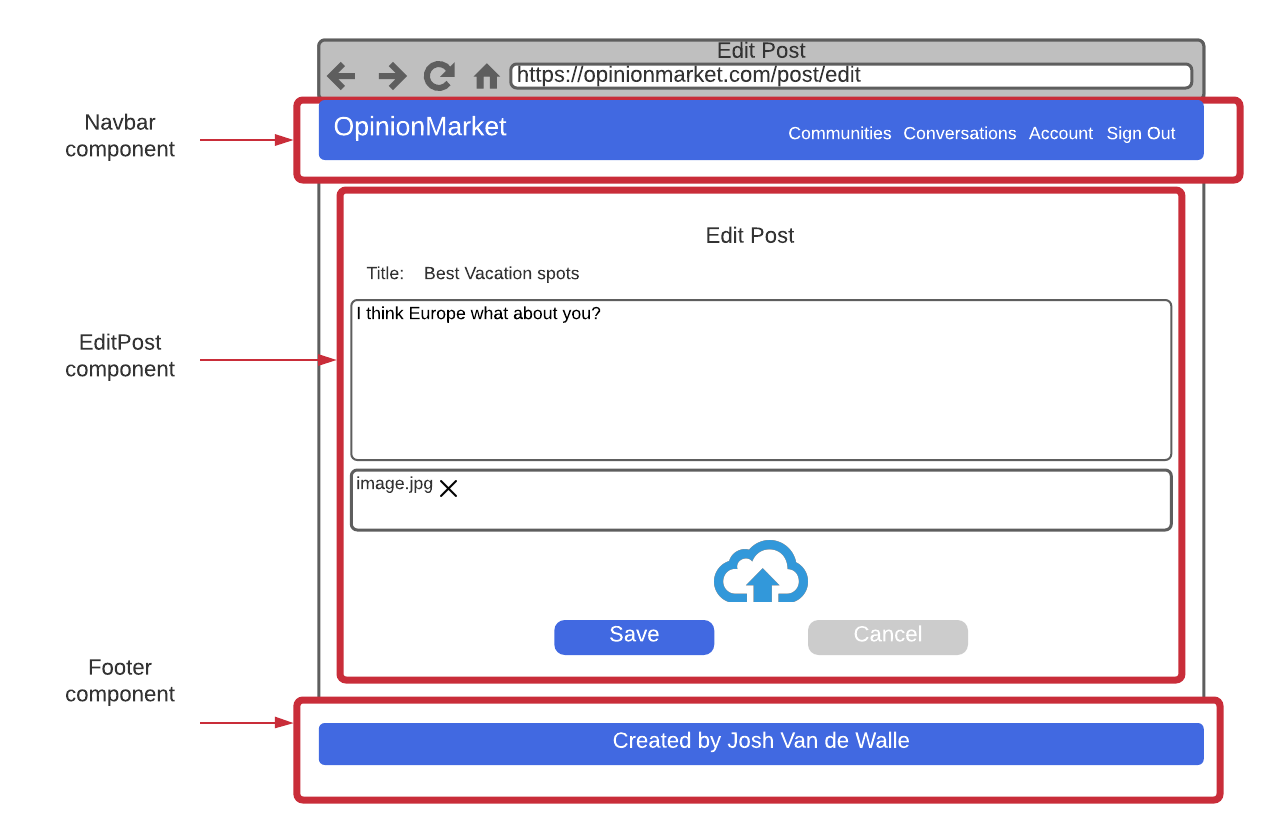 Edit Post
https://opinionmarket.com/post/edit
Navbar
component
OpinionMarket
Communities Conversations Account Sign Out
Edit Post
Title: Best Vacation spots
I think Europe what about you?
EditPost
component
image.jpg
Save Cancel
Footer
component
Created by Josh Van de Walle